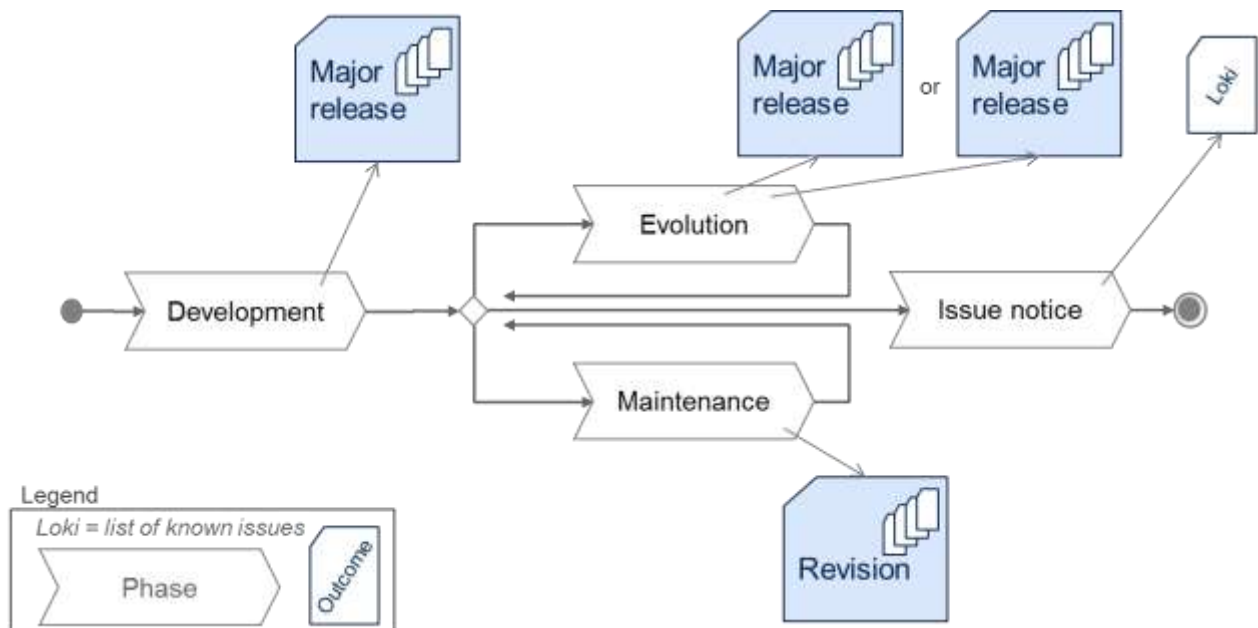 Major
release
Major
release
or
Major
release
Loki
Evolution
Development
Issue notice
Maintenance
Revision
Legend
Loki = list of known issues
Phase
Outcome